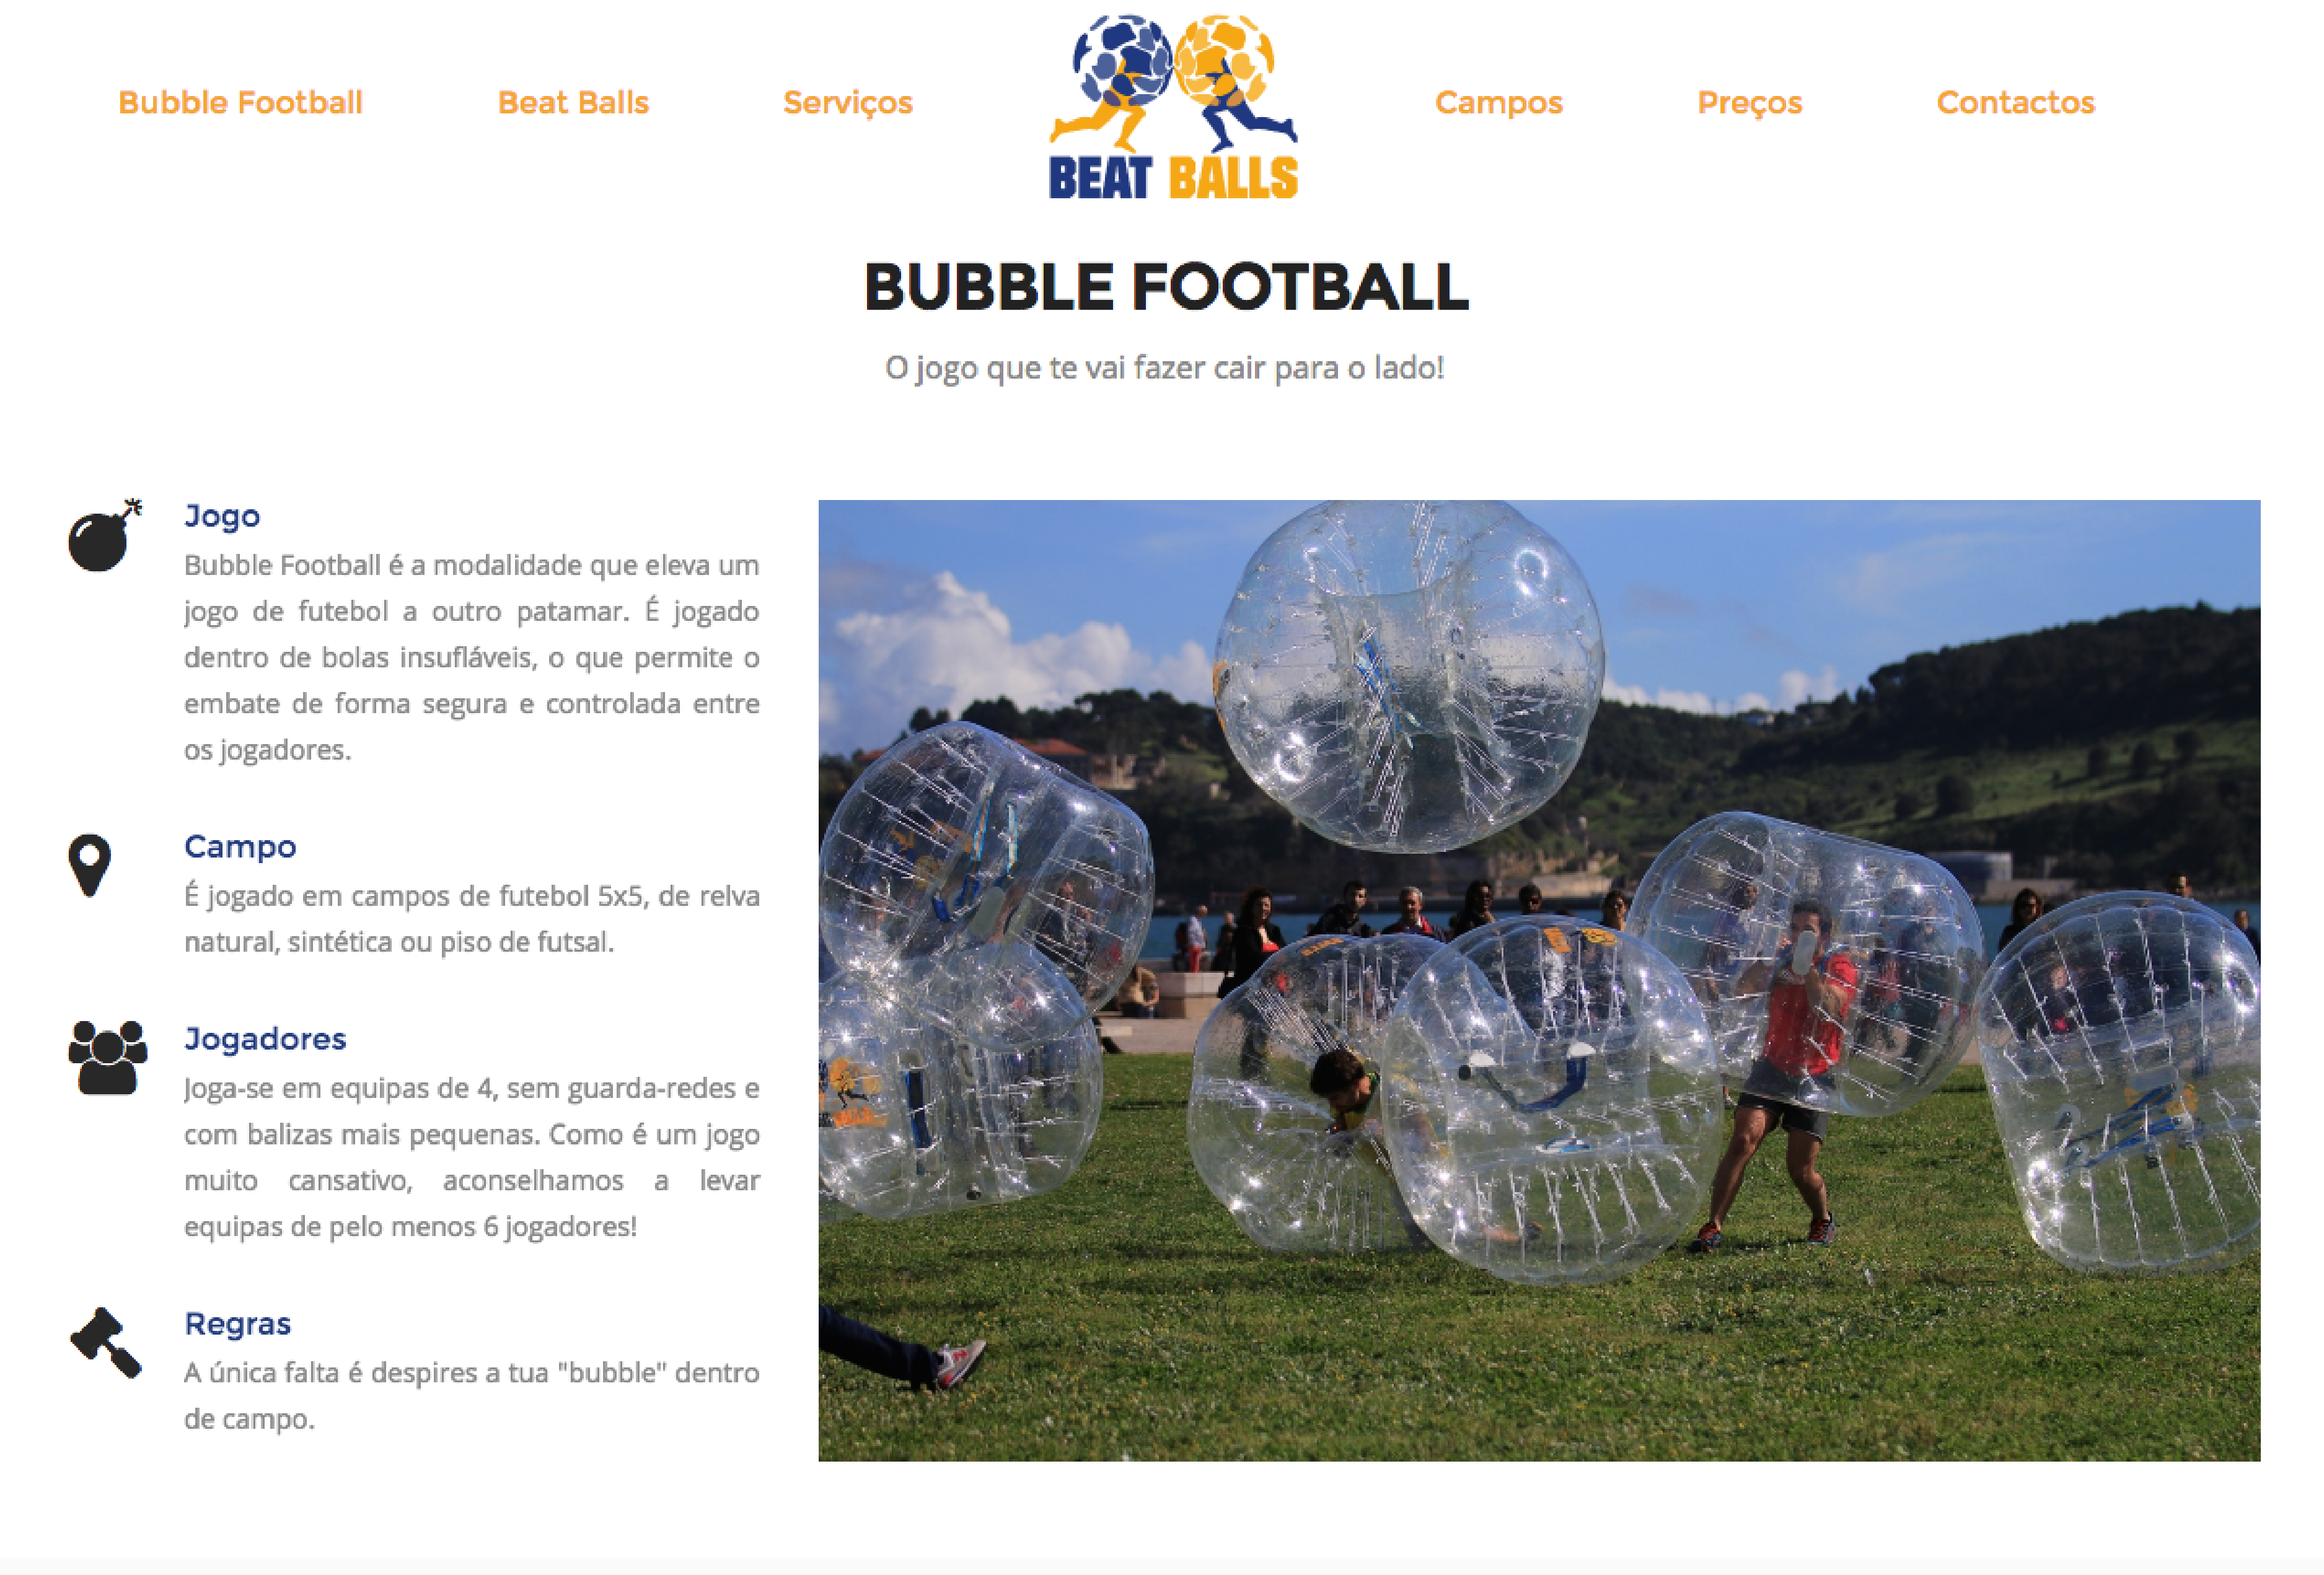 Bubble Football
Beat Balls
Serviços
BEAT BALLS
Campos
Preços
Contactos
BUBBLE FOOTBALL
O jogo que te vai fazer cair para o lado!
Jogo
Bubble Football é a modalidade que eleva um
jogo de futebol a outro patamar. É jogado
dentro de bolas insufláveis, o que permite o
embate de forma segura e controlada entre
os jogadores.
Campo
É jogado em campos de futebol 5x5, de relva
natural, sintética ou piso de futsal.
Jogadores
Joga-se em equipas de 4, sem guarda-redes e
com balizas mais pequenas. Como é um jogo
muito cansativo, aconselhamos a levar
equipas de pelo menos 6 jogadores!
Regras
A única falta é despires a tua "bubble" dentro
de campo.